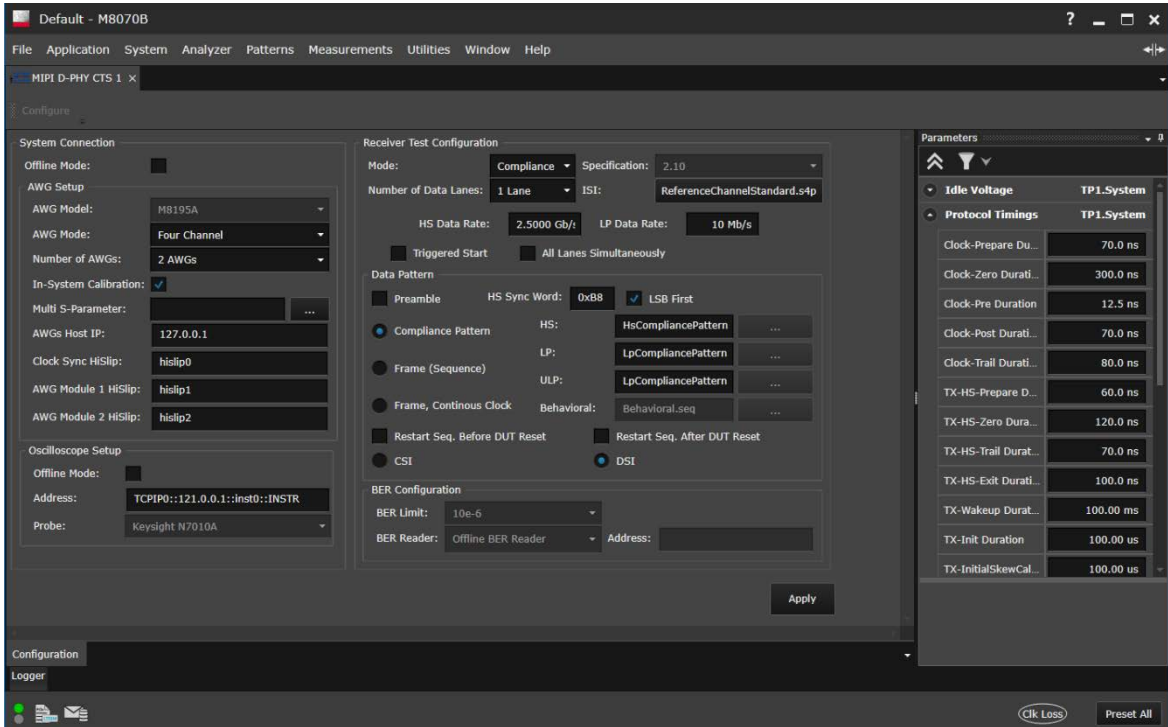 Default - M8070B
?
File Application System Analyzer Patterns Measurements Utilities Window Help
MIPI D-PHY CTS 1 ×
Configure
System Connection
Offline Mode:
AWG Setup
AWG Model: M8195A
AWG Mode: Four Channel
Number of AWGs: 2 AWGs
In-System Calibration:
Multi S-Parameter: ...
AWGs Host IP: 127.0.0.1
Clock Sync HiSlip: hislip0
AWG Module 1 HiSlip: hislip1
AWG Module 2 HiSlip: hislip2
Oscilloscope Setup
Offline Mode:
Address: TCPIP0::121.0.0.1::inst0::INSTR
Probe: Keysight N7010A
Receiver Test Configuration
Mode: Compliance Specification: 2.10
Number of Data Lanes: 1 Lane ISI: ReferenceChannelStandard.s4p
HS Data Rate: 2.5000 Gb/s LP Data Rate: 10 Mb/s
Triggered Start All Lanes Simultaneously
Data Pattern
Preamble HS Sync Word: 0xB8 LSB First
Compliance Pattern HS: HsCompliancePattern ...
LP: LpCompliancePattern ...
Frame (Sequence)
ULP: LpCompliancePattern ...
Frame, Continous Clock Behavioral: Behavioral.seq ...
Restart Seq. Before DUT Reset Restart Seq. After DUT Reset
CSI DSI
BER Configuration
BER Limit: 10e-6
BER Reader: Offline BER Reader Address:
Apply
Parameters
Idle Voltage TP1.System
Protocol Timings TP1.System
Clock-Prepare Du... 70.0 ns
Clock-Zero Durati... 300.0 ns
Clock-Pre Duration 12.5 ns
Clock-Post Durati... 70.0 ns
Clock-Trail Durati... 80.0 ns
TX-HS-Prepare D... 60.0 ns
TX-HS-Zero Dura... 120.0 ns
TX-HS-Trail Durat... 70.0 ns
TX-HS-Exit Durati... 100.0 ns
TX-Wakeup Durat... 100.00 ms
TX-Init Duration 100.00 us
TX-InitialSkewCal... 100.00 us
Configuration
Logger
Clk Loss Preset All